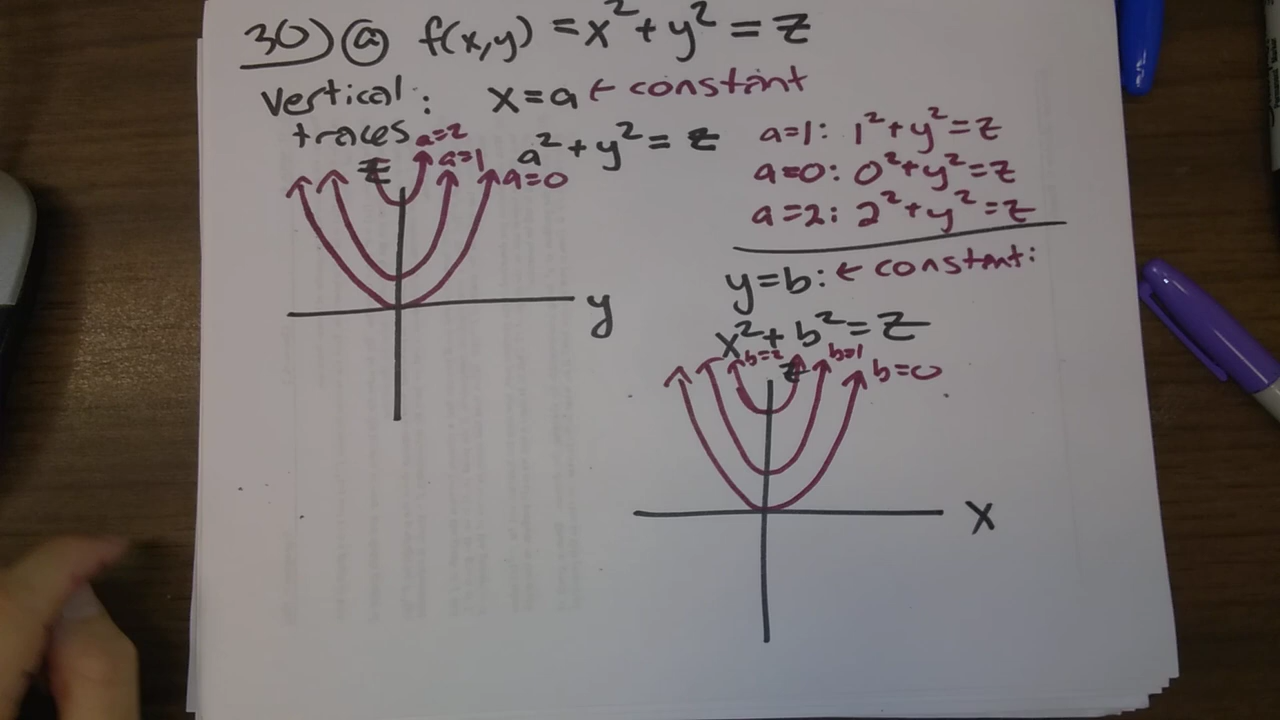 30) ⓐ f(x,y) = x² + y² = z
vertical: x=a ← constant
traces
a² + y² = z
a=1: 1² + y² = z
a=0: 0² + y² = z
a=2: 2² + y² = z
z
a=2
a=1
a=0
y
y=b: ← constant:
x² + b² = z
b=2
z
b=1
b=0
x